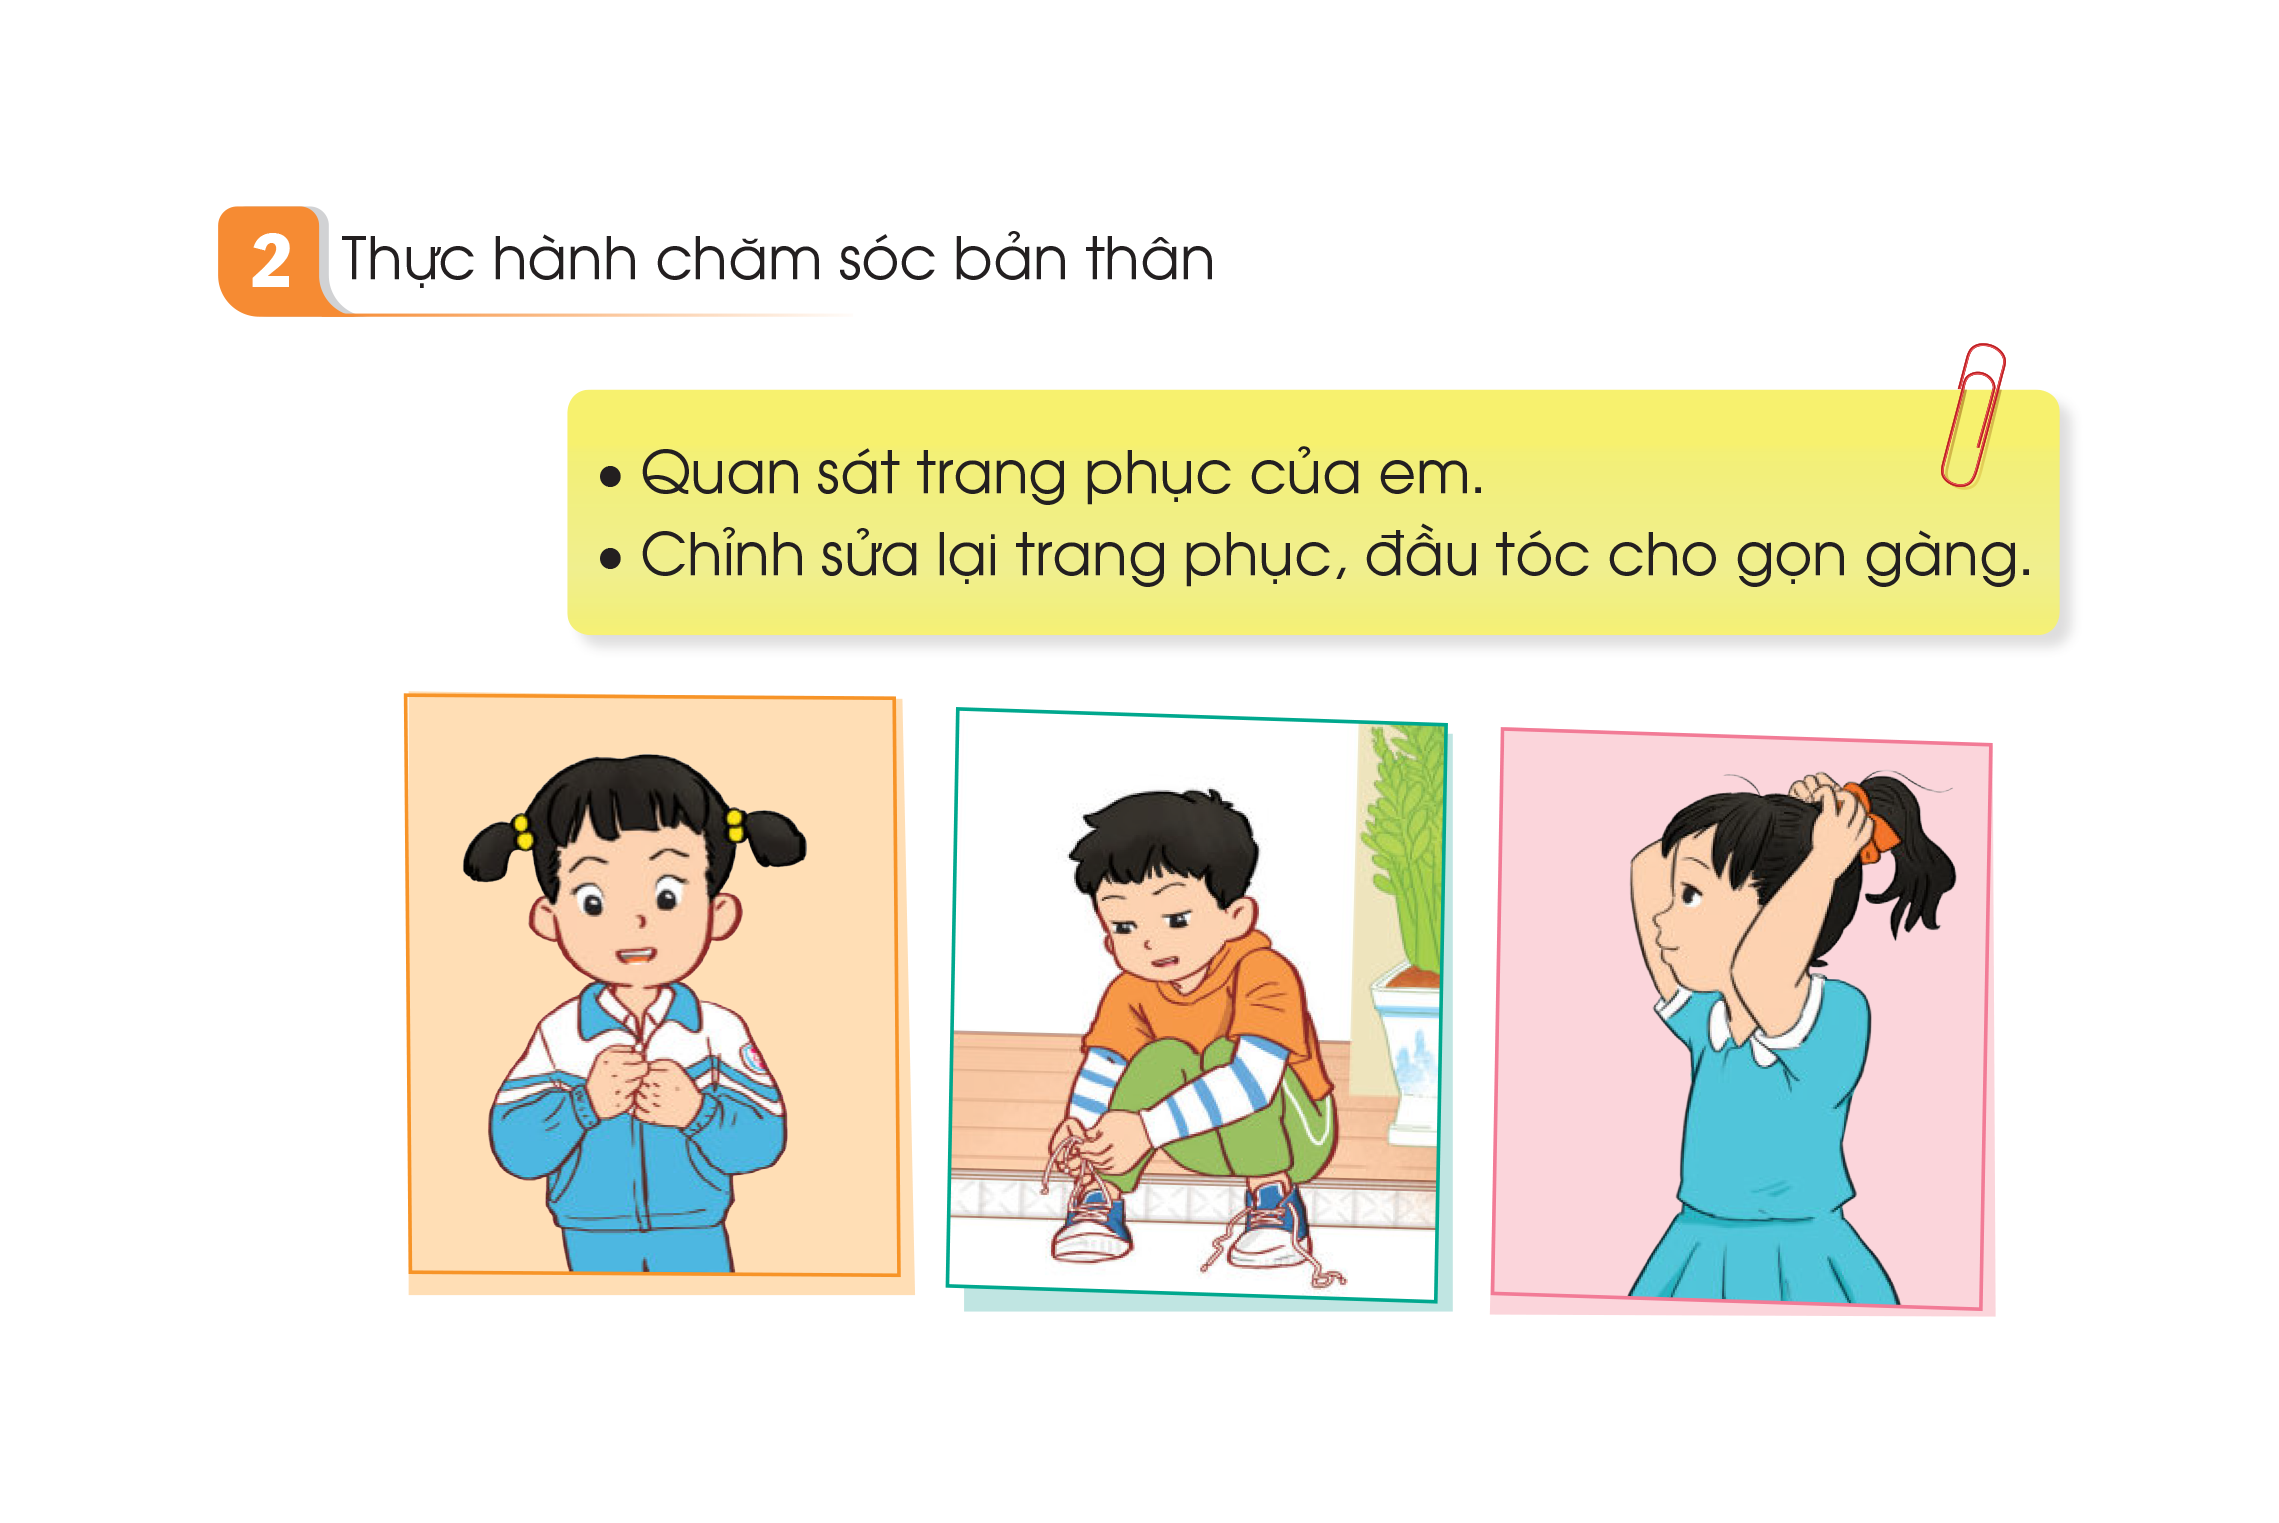 2 Thực hành chăm sóc bản thân
• Quan sát trang phục của em.
• Chỉnh sửa lại trang phục, đầu tóc cho gọn gàng.